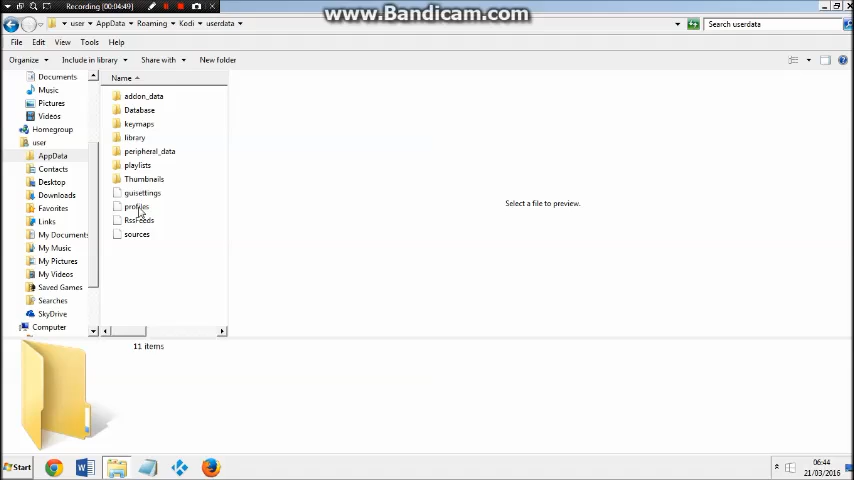 Recording [00:04:49]
www.Bandicam.com
user AppData Roaming Kodi userdata
Search userdata
File Edit View Tools Help
Organize Include in library Share with New folder
Documents
Music
Pictures
Videos
Homegroup
user
AppData
Contacts
Desktop
Downloads
Favorites
Links
My Documents
My Music
My Pictures
My Videos
Saved Games
Searches
SkyDrive
Computer
Name
addon_data
Database
keymaps
library
peripheral_data
playlists
Thumbnails
guisettings
profiles
RssFeeds
sources
Select a file to preview.
11 items
Start
06:44
21/03/2016